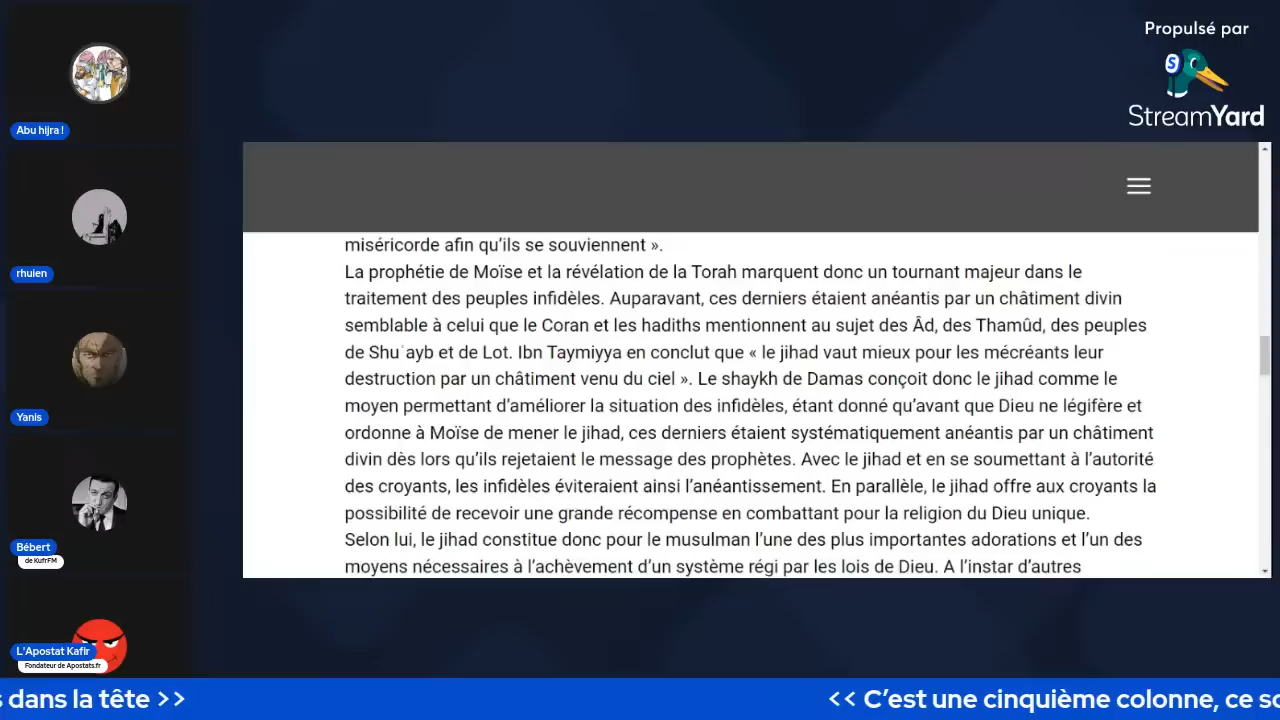 Propulsé par
StreamYard
Abu hijra !
rhuien
Yanis
Bébert
de KufrFM
L'Apostat Kafir
Fondateur de Apostats.fr
miséricorde afin qu’ils se souviennent ».
La prophétie de Moïse et la révélation de la Torah marquent donc un tournant majeur dans le
traitement des peuples infidèles. Auparavant, ces derniers étaient anéantis par un châtiment divin
semblable à celui que le Coran et les hadiths mentionnent au sujet des Âd, des Thamûd, des peuples
de Shuʿayb et de Lot. Ibn Taymiyya en conclut que « le jihad vaut mieux pour les mécréants leur
destruction par un châtiment venu du ciel ». Le shaykh de Damas conçoit donc le jihad comme le
moyen permettant d’améliorer la situation des infidèles, étant donné qu’avant que Dieu ne légifère et
ordonne à Moïse de mener le jihad, ces derniers étaient systématiquement anéantis par un châtiment
divin dès lors qu’ils rejetaient le message des prophètes. Avec le jihad et en se soumettant à l’autorité
des croyants, les infidèles éviteraient ainsi l’anéantissement. En parallèle, le jihad offre aux croyants la
possibilité de recevoir une grande récompense en combattant pour la religion du Dieu unique.
Selon lui, le jihad constitue donc pour le musulman l’une des plus importantes adorations et l’un des
moyens nécessaires à l’achèvement d’un système régi par les lois de Dieu. A l’instar d’autres
s dans la tête >> << C’est une cinquième colonne, ce so